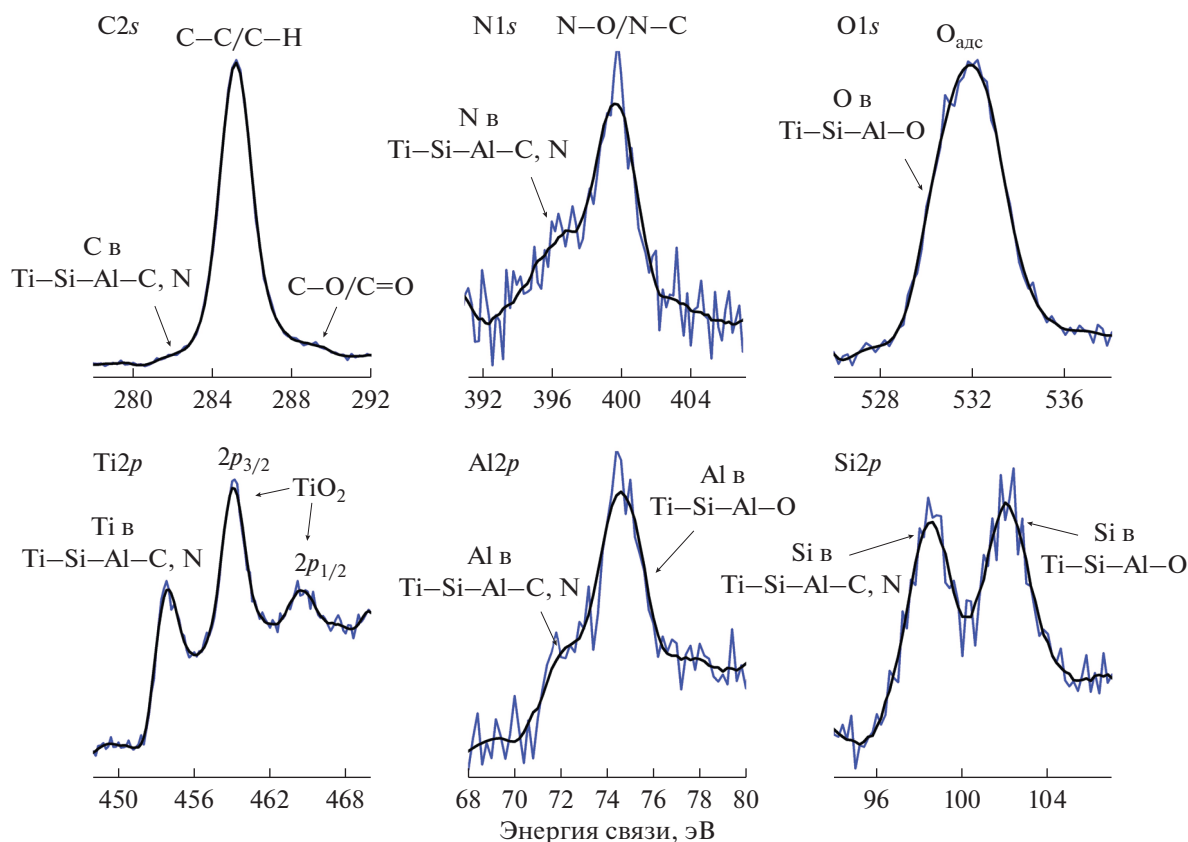 C2s
C–C/C–H
C в
Ti–Si–Al–C, N
C–O/C=O
280 284 288 292
N1s
N–O/N–C
N в
Ti–Si–Al–C, N
392 396 400 404
O1s
Oадс
O в
Ti–Si–Al–O
528 532 536
Ti2p
2p3/2
TiO2
Ti в
Ti–Si–Al–C, N
2p1/2
450 456 462 468
Al2p
Al в
Ti–Si–Al–O
Al в
Ti–Si–Al–C, N
68 70 72 74 76 78 80
Si2p
Si в
Ti–Si–Al–C, N
Si в
Ti–Si–Al–O
96 100 104
Энергия связи, эВ